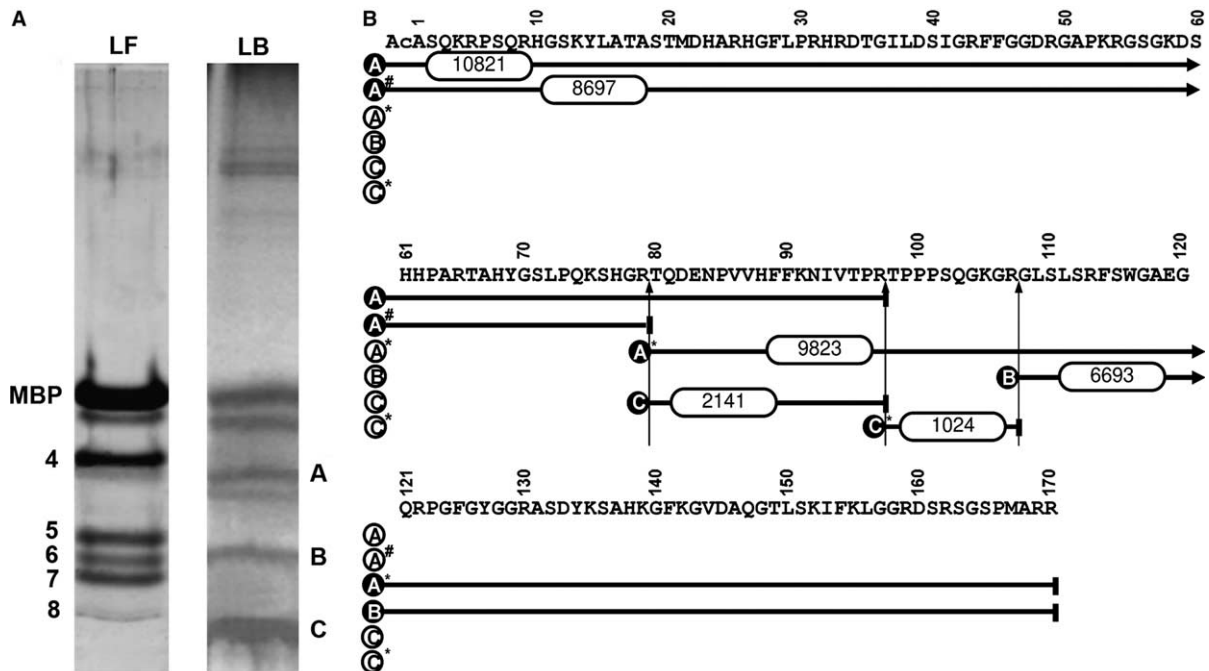 A
LF LB
MBP
4
5
6
7
8
A
B
C
B
1 10 20 30 40 50 60
AcASQKRPSQRHGSKYLATASTMDHARHGFLPRHRDTGILDSIGRFFGGDRGAPKRGSGKDS
A 10821
A# 8697
A*
B
C
C*
61 70 80 90 100 110 120
HHPARTAHYGSLPQKSHGRTQDENPVVHFFKNIVTPRTPPPSQGKGRGLSLSRFSWGAEG
A
A#
A* A* 9823
B B 6693
C C 2141
C* C* 1024
121 130 140 150 160 170
QRPGFGYGGRASDYKSAHKGFKGVDAQGTLSKIFKLGGRDSRSGSPMARR
A
A#
A*
B
C
C*